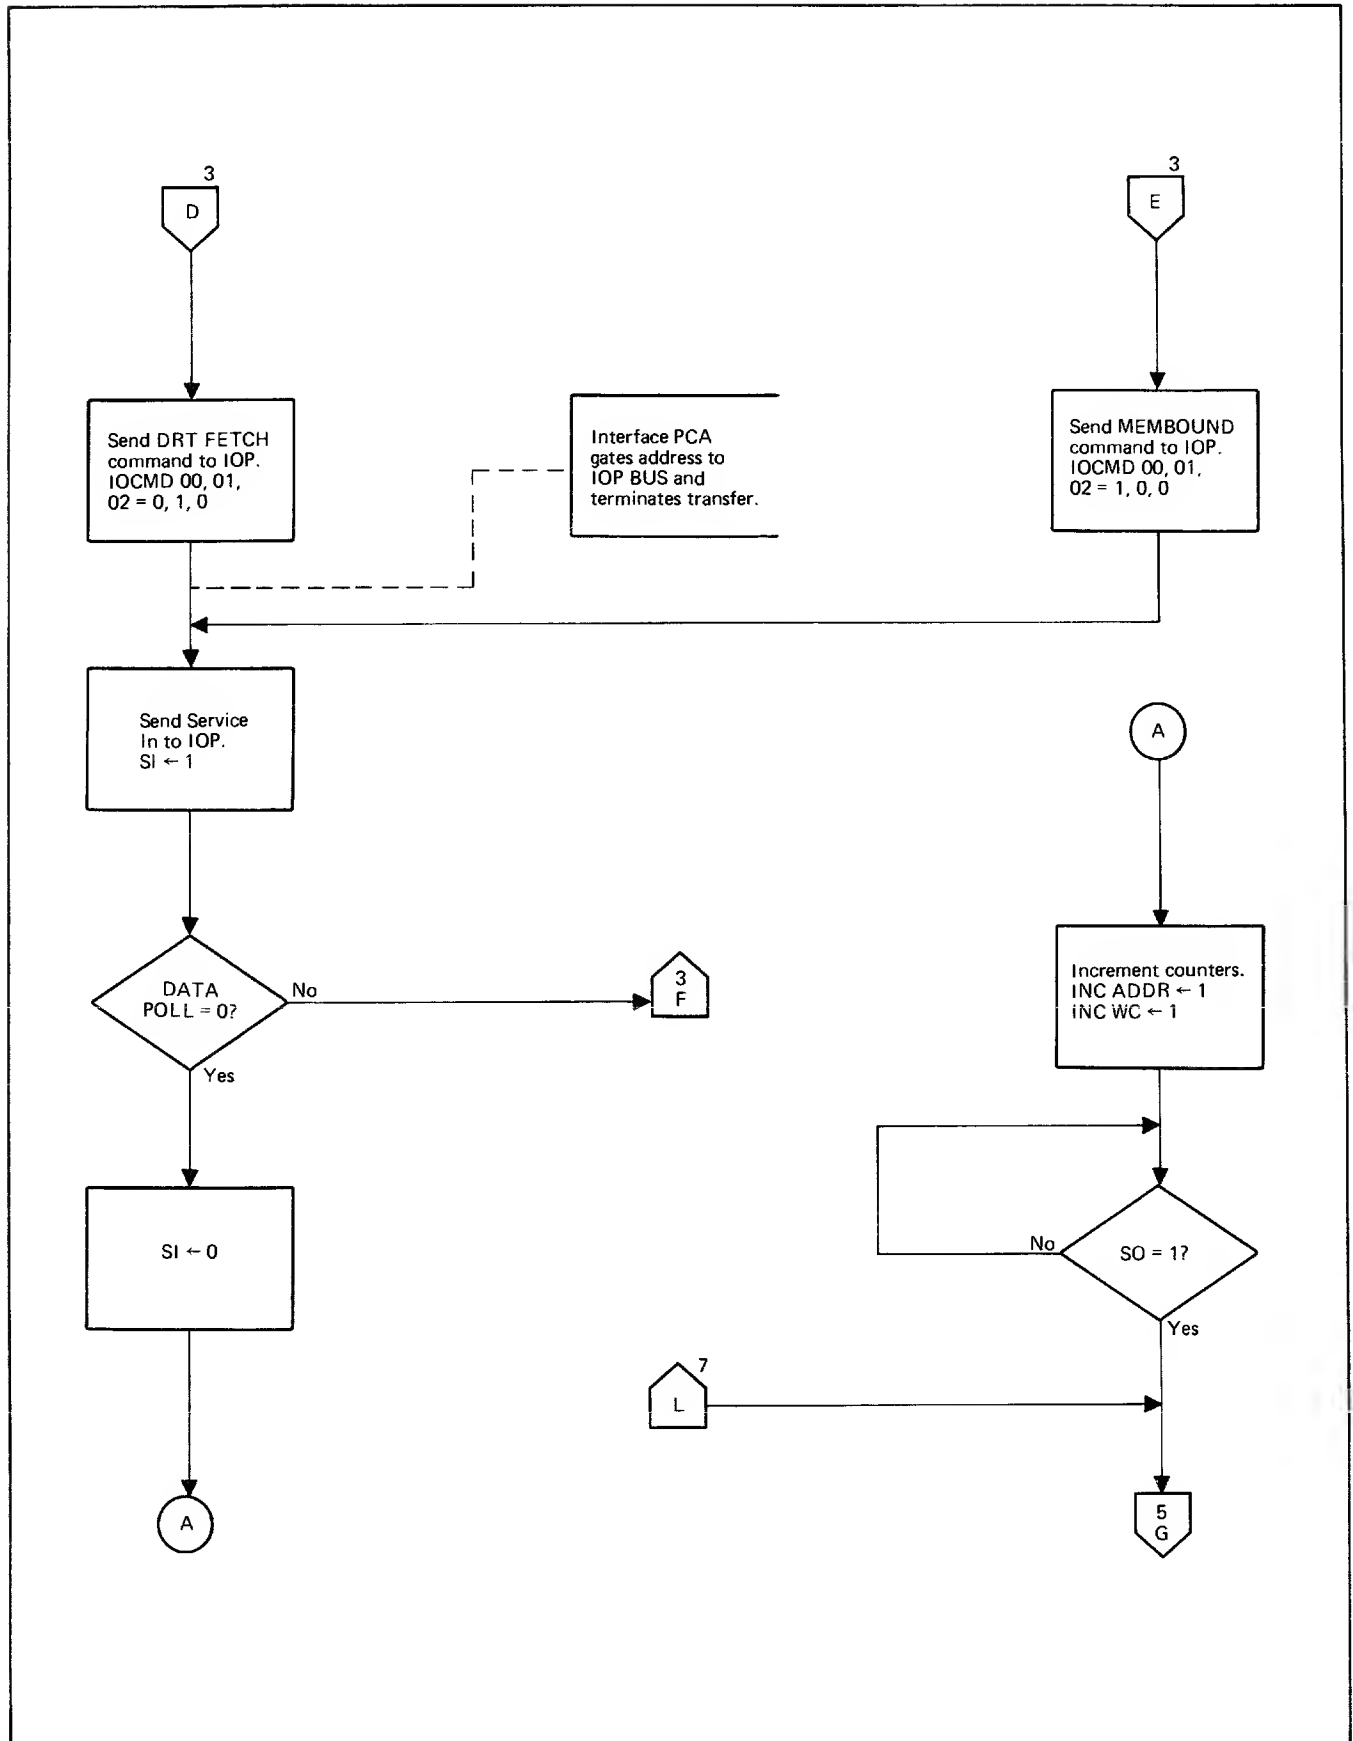 3
D
3
E
Send DRT FETCH
command to IOP.
IOCMD 00, 01,
02 = 0, 1, 0
Interface PCA
gates address to
IOP BUS and
terminates transfer.
Send MEMBOUND
command to IOP.
IOCMD 00, 01,
02 = 1, 0, 0
Send Service
In to IOP.
SI ← 1
A
DATA
POLL = 0?
No
Yes
3
F
Increment counters.
INC ADDR ← 1
INC WC ← 1
SI ← 0
No
SO = 1?
Yes
7
L
A
5
G